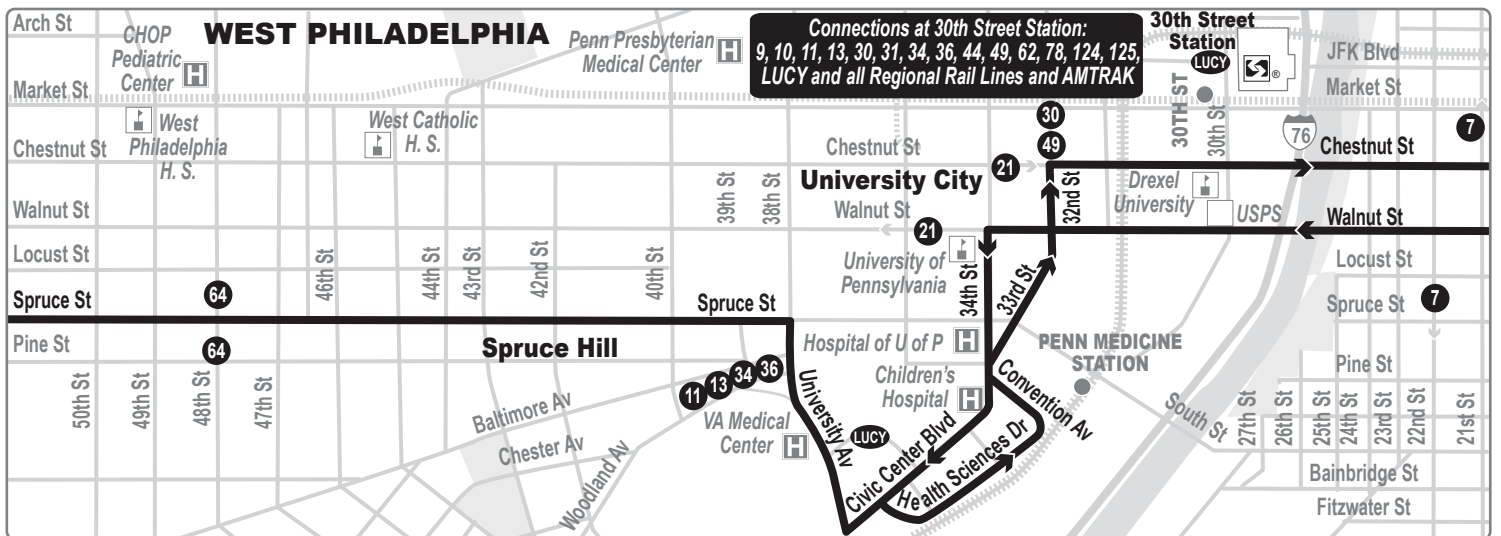 Arch St
WEST PHILADELPHIA
CHOP
Pediatric
Center
H
Penn Presbyterian
Medical Center
H
Connections at 30th Street Station:
9, 10, 11, 13, 30, 31, 34, 36, 44, 49, 62, 78, 124, 125,
LUCY and all Regional Rail Lines and AMTRAK
30th Street
Station
LUCY
S
®
JFK Blvd
Market St
Market St
30TH ST
30th St
76
7
30
49
West
Philadelphia
H. S.
West Catholic
H. S.
Chestnut St
Chestnut St
21
Chestnut St
University City
32nd St
Drexel
University
USPS
39th St
38th St
Walnut St
Walnut St
21
Walnut St
Locust St
46th St
44th St
43rd St
42nd St
40th St
University of
Pennsylvania
34th St
33rd St
Locust St
Spruce St
64
Spruce St
Spruce St
7
Pine St
64
Spruce Hill
Hospital of U of P
H
PENN MEDICINE
STATION
Pine St
50th St
49th St
48th St
47th St
Baltimore Av
11
13
34
36
University Av
Children's
Hospital
H
Convention Av
South St
27th St
26th St
25th St
24th St
23rd St
22nd St
21st St
Chester Av
Woodland Av
VA Medical
Center
H
LUCY
Civic Center Blvd
Health Sciences Dr
Bainbridge St
Fitzwater St